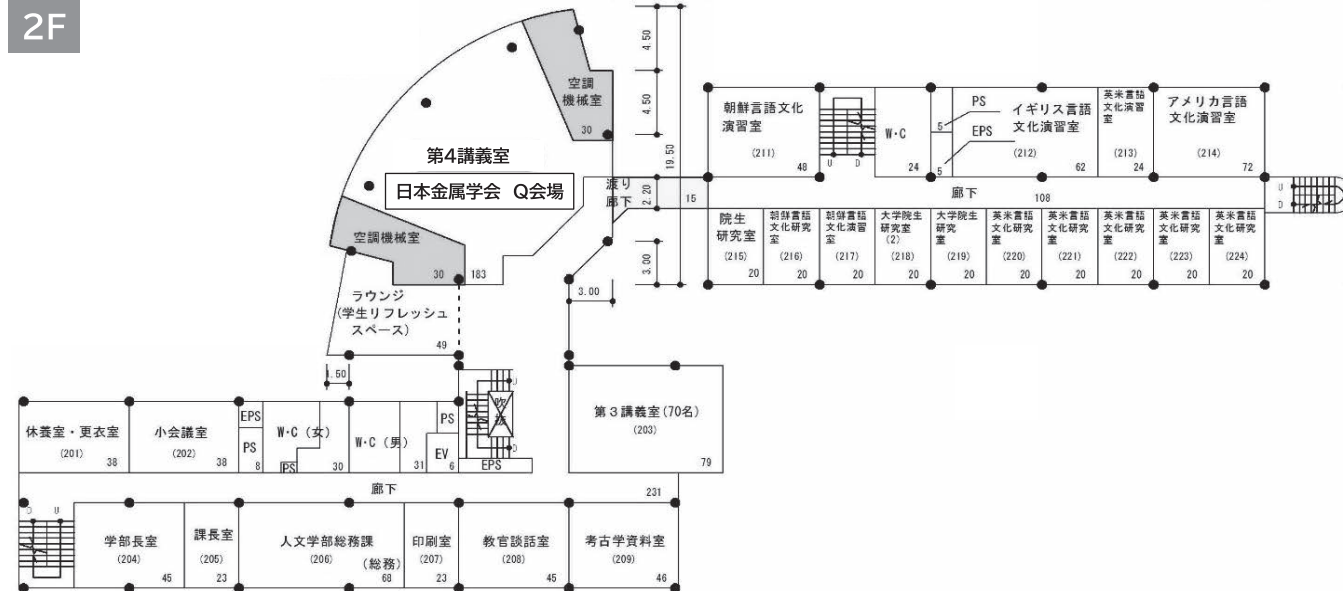 2F
4.50
4.50
19.50
2.20
3.00
3.00
1.50
空調
機械室
30
第4講義室
日本金属学会 Q会場
空調機械室
30
183
渡り
廊下
15
ラウンジ
(学生リフレッシュ
スペース)
49
朝鮮言語文化
演習室
(211)
48
U D
W・C
24
PS
5
EPS
5
イギリス言語
文化演習室
(212)
62
英米言語
文化演習
室
(213)
24
アメリカ言語
文化演習室
(214)
72
廊下
108
U
D
院生
研究室
(215)
20
朝鮮言語
文化研究
室
(216)
20
朝鮮言語
文化演習
室
(217)
20
大学院生
研究室
(2)
(218)
20
大学院生
研究
室
(219)
20
英米言語
文化研究
室
(220)
20
英米言語
文化研究
室
(221)
20
英米言語
文化研究
室
(222)
20
英米言語
文化研究
室
(223)
20
英米言語
文化研究
室
(224)
20
休養室・更衣室
(201)
38
小会議室
(202)
38
EPS
PS
8
W・C(女)
PS
30
W・C(男)
31
PS
EV
6
U
吹抜
D
EPS
第3講義室(70名)
(203)
79
廊下
231
D U
学部長室
(204)
45
課長室
(205)
23
人文学部総務課
(206)
(総務)
68
印刷室
(207)
23
教官談話室
(208)
45
考古学資料室
(209)
46